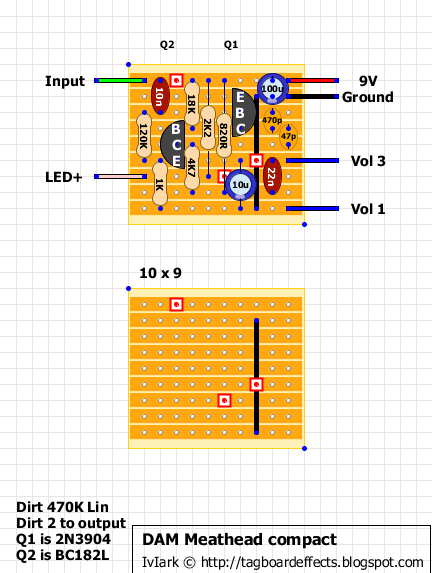 Q2 Q1
Input
9V
Ground
10n
18K
2K2
820R
E
B
C
100u
470p
47p
120K
B
C
E
4K7
1K
10u
22n
LED+
Vol 3
Vol 1
10 x 9
Dirt 470K Lin
Dirt 2 to output
Q1 is 2N3904
Q2 is BC182L
DAM Meathead compact
IvIark © http://tagboardeffects.blogspot.com